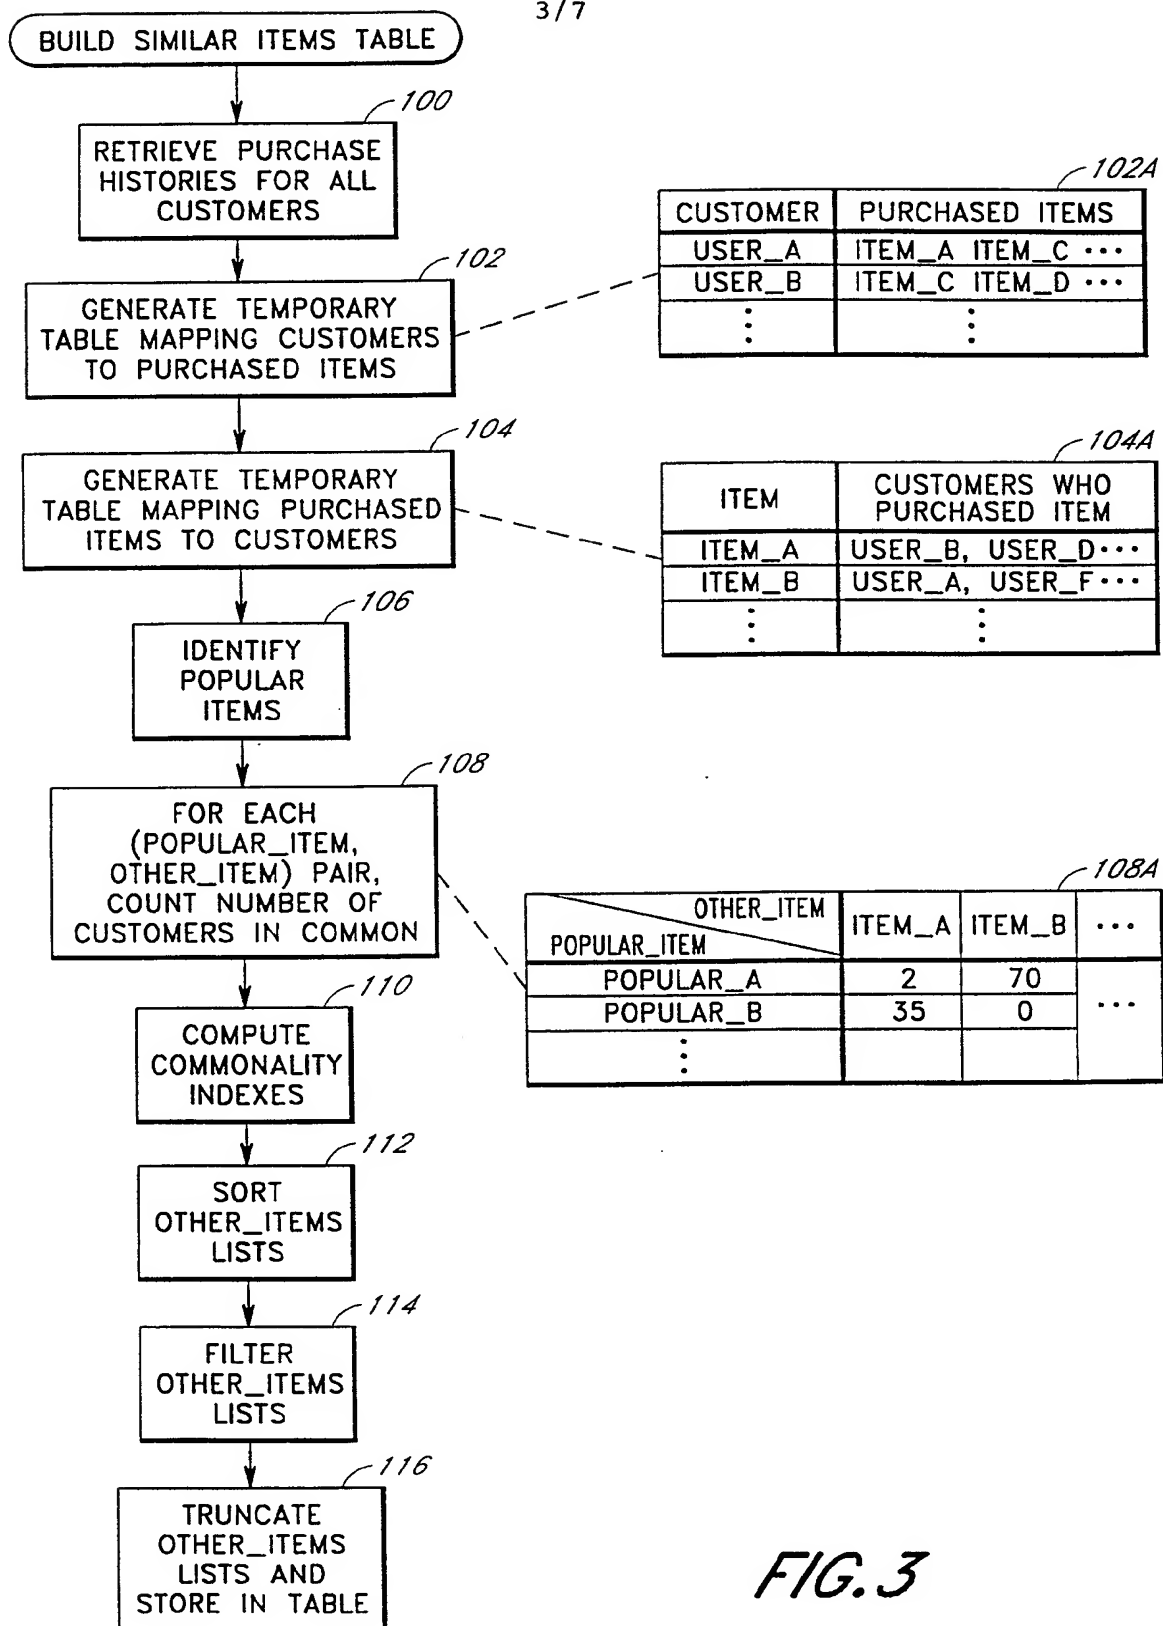 3/7
BUILD SIMILAR ITEMS TABLE
100
RETRIEVE PURCHASE
HISTORIES FOR ALL
CUSTOMERS
102
GENERATE TEMPORARY
TABLE MAPPING CUSTOMERS
TO PURCHASED ITEMS
102A
CUSTOMER PURCHASED ITEMS
USER_A ITEM_A ITEM_C ···
USER_B ITEM_C ITEM_D ···
⋮ ⋮
104
GENERATE TEMPORARY
TABLE MAPPING PURCHASED
ITEMS TO CUSTOMERS
104A
ITEM CUSTOMERS WHO
PURCHASED ITEM
ITEM_A USER_B, USER_D···
ITEM_B USER_A, USER_F···
⋮ ⋮
106
IDENTIFY
POPULAR
ITEMS
108
FOR EACH
(POPULAR_ITEM,
OTHER_ITEM) PAIR,
COUNT NUMBER OF
CUSTOMERS IN COMMON
108A
OTHER_ITEM
POPULAR_ITEM
ITEM_A ITEM_B ···
POPULAR_A 2 70
POPULAR_B 35 0 ···
⋮
110
COMPUTE
COMMONALITY
INDEXES
112
SORT
OTHER_ITEMS
LISTS
114
FILTER
OTHER_ITEMS
LISTS
116
TRUNCATE
OTHER_ITEMS
LISTS AND
STORE IN TABLE
FIG. 3